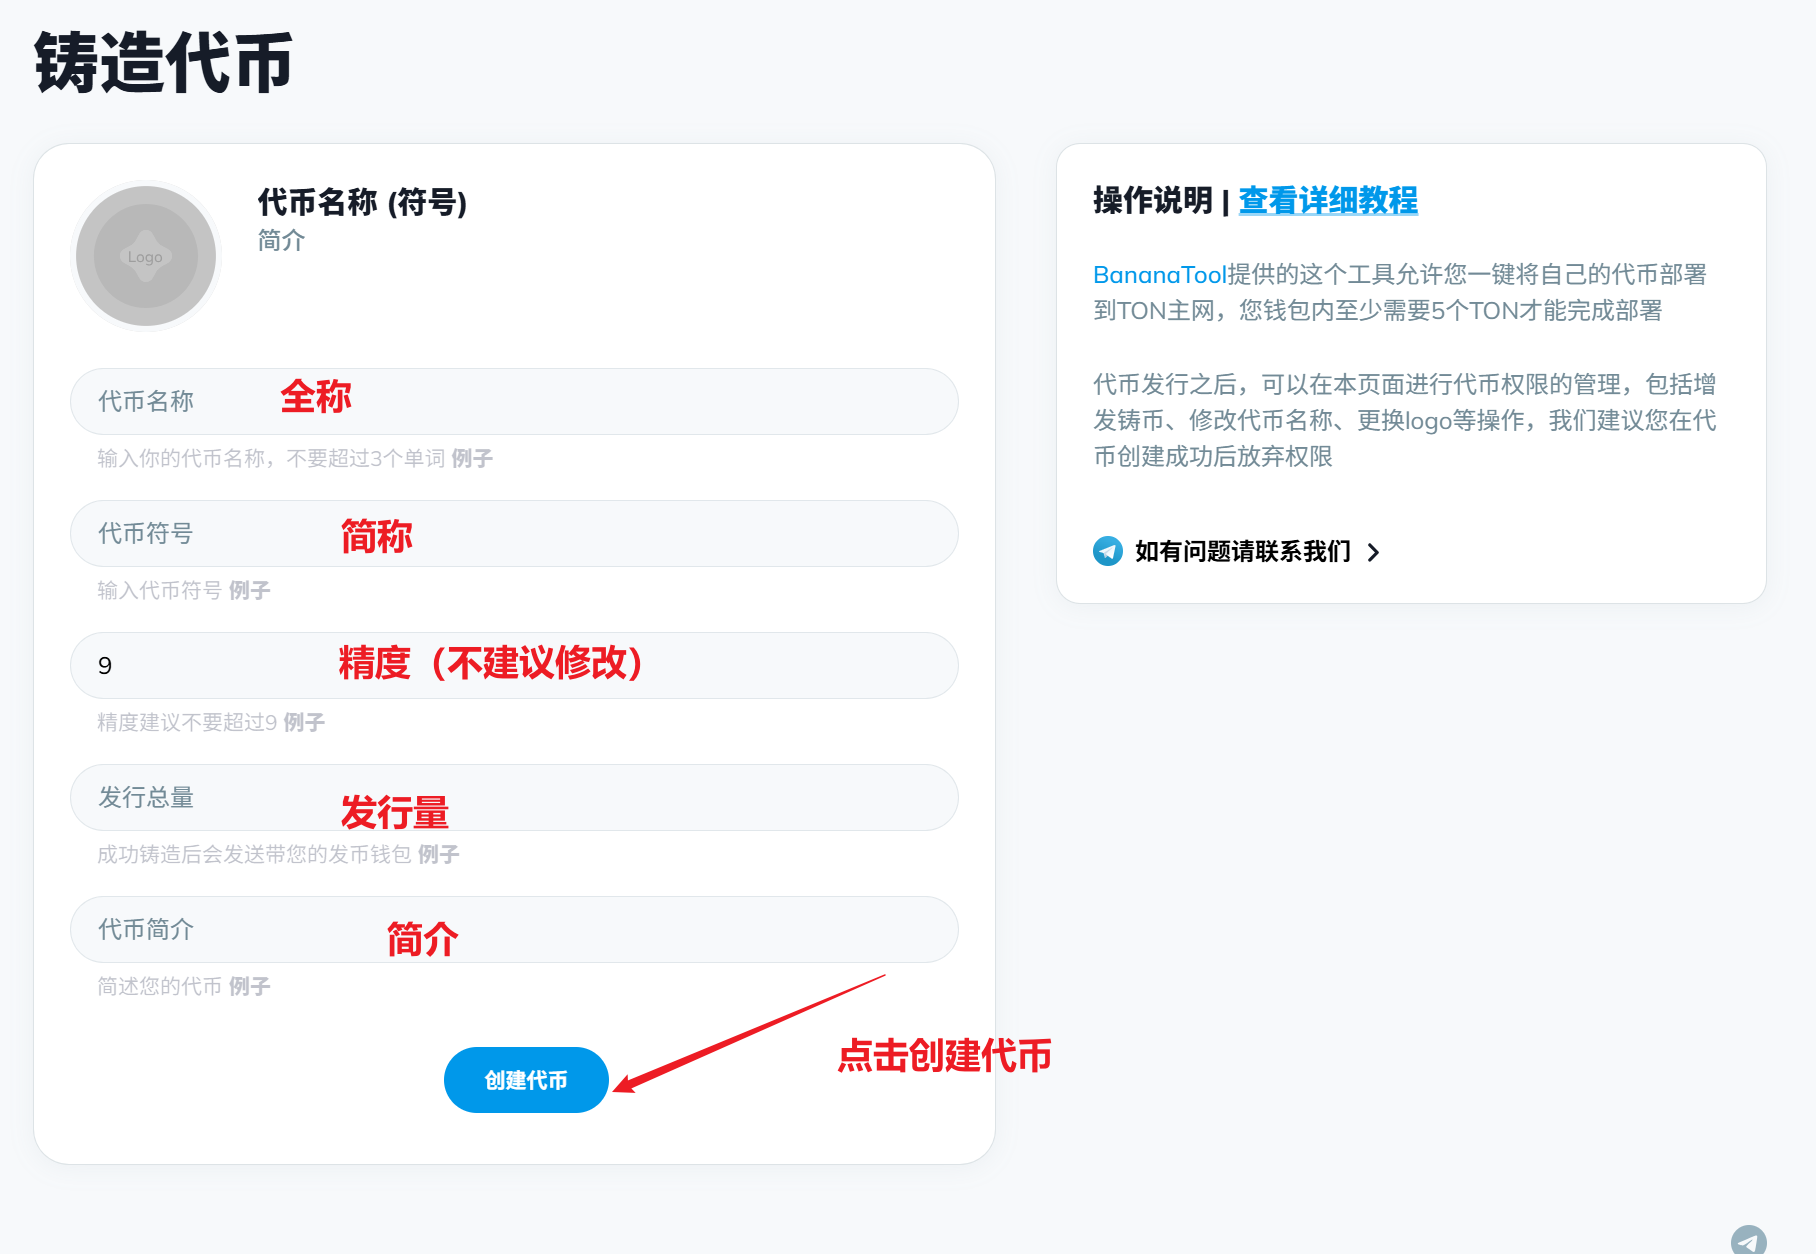 铸造代币
Logo
代币名称 (符号)
简介
代币名称
全称
输入你的代币名称，不要超过3个单词 例子
代币符号
简称
输入代币符号 例子
9
精度（不建议修改）
精度建议不要超过9 例子
发行总量
发行量
成功铸造后会发送带您的发币钱包 例子
代币简介
简介
简述您的代币 例子
点击创建代币
创建代币
操作说明 | 查看详细教程
BananaTool提供的这个工具允许您一键将自己的代币部署
到TON主网，您钱包内至少需要5个TON才能完成部署
代币发行之后，可以在本页面进行代币权限的管理，包括增
发铸币、修改代币名称、更换logo等操作，我们建议您在代
币创建成功后放弃权限
如有问题请联系我们